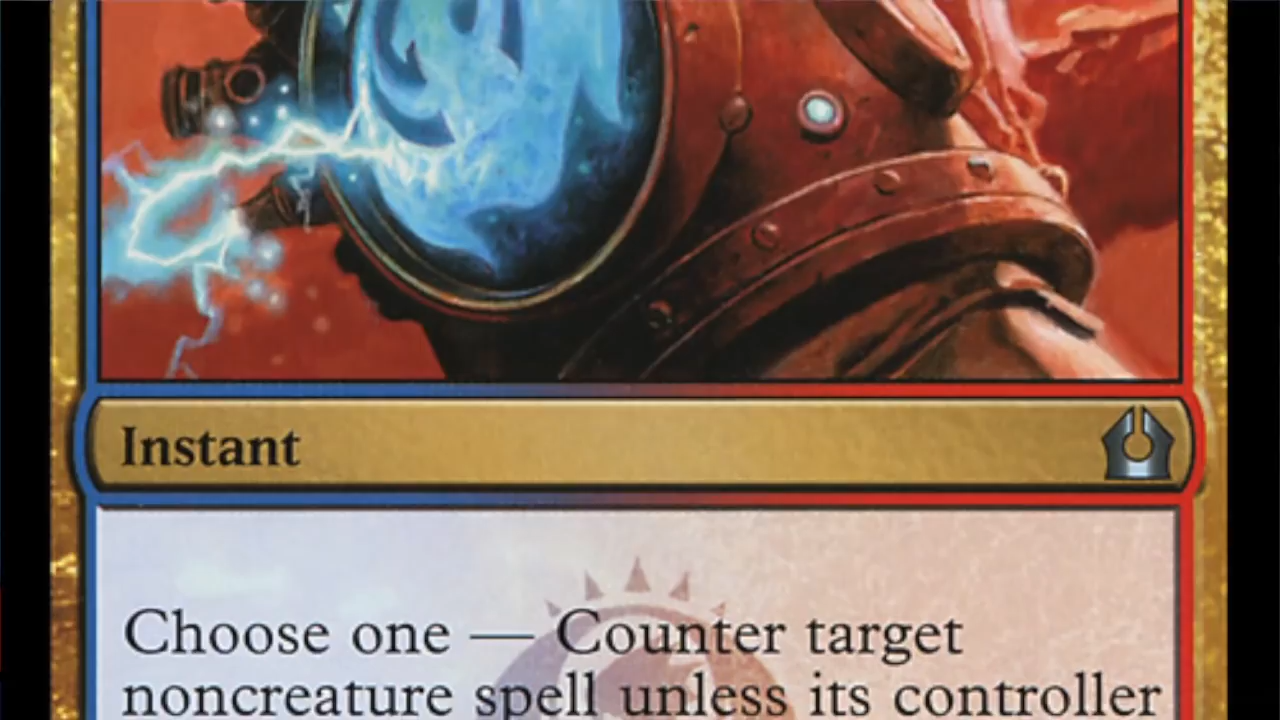 Instant
Choose one — Counter target
noncreature spell unless its controller